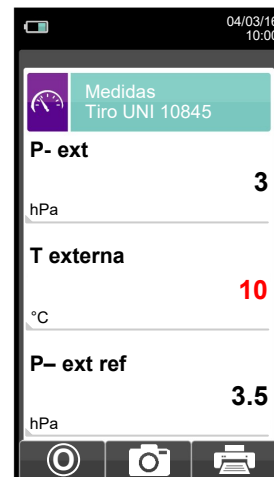 04/03/16
10:00
Medidas
Tiro UNI 10845
P- ext
3
hPa
T externa
10
°C
P– ext ref
3.5
hPa